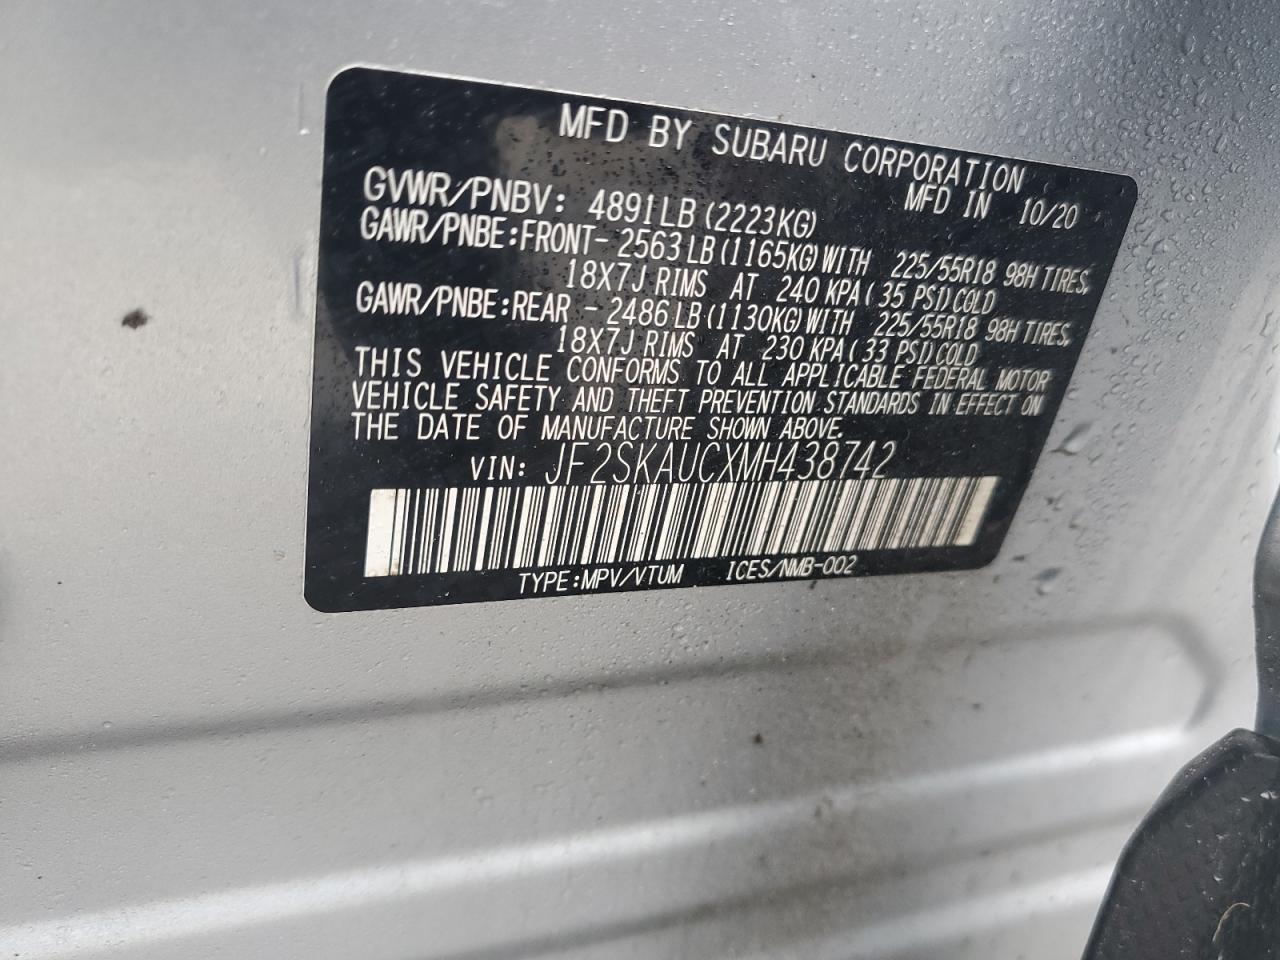 MFD BY SUBARU CORPORATION
MFD IN 10/20
GVWR/PNBV: 4891LB(2223KG)
GAWR/PNBE:FRONT- 2563LB(1165KG)WITH 225/55R18 98H TIRES,
18X7J RIMS AT 240 KPA(35 PSI)COLD
GAWR/PNBE:REAR -2486LB(1130KG)WITH 225/55R18 98H TIRES,
18X7J RIMS AT 230 KPA(33 PSI)COLD
THIS VEHICLE CONFORMS TO ALL APPLICABLE FEDERAL MOTOR
VEHICLE SAFETY AND THEFT PREVENTION STANDARDS IN EFFECT ON
THE DATE OF MANUFACTURE SHOWN ABOVE.
VIN: JF2SKAUCXMH438742
TYPE:MPV/VTUM ICES/NMB-002